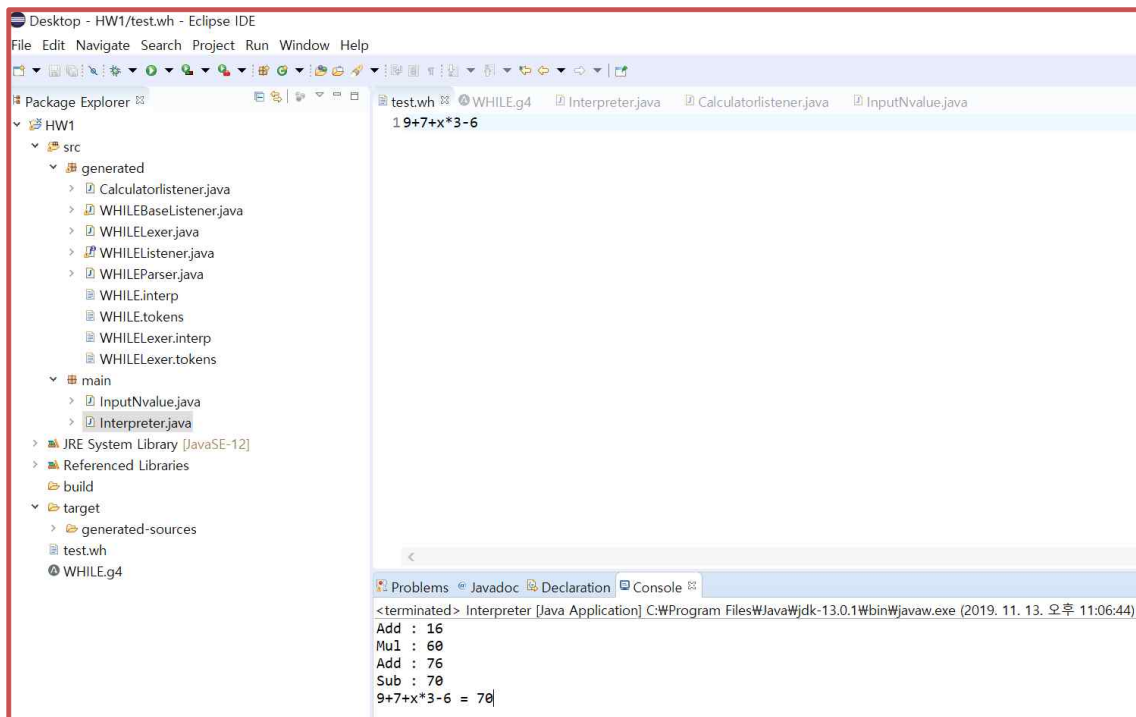 Desktop - HW1/test.wh - Eclipse IDE
File Edit Navigate Search Project Run Window Help
Package Explorer
HW1
src
generated
Calculatorlistener.java
WHILEBaseListener.java
WHILELexer.java
WHILEListener.java
WHILEParser.java
WHILE.interp
WHILE.tokens
WHILELexer.interp
WHILELexer.tokens
main
InputNvalue.java
Interpreter.java
JRE System Library [JavaSE-12]
Referenced Libraries
build
target
generated-sources
test.wh
WHILE.g4
test.wh WHILE.g4 Interpreter.java Calculatorlistener.java InputNvalue.java
1 9+7+x*3-6
Problems Javadoc Declaration Console
<terminated> Interpreter [Java Application] C:₩Program Files₩Java₩jdk-13.0.1₩bin₩javaw.exe (2019. 11. 13. 오후 11:06:44)
Add : 16
Mul : 60
Add : 76
Sub : 70
9+7+x*3-6 = 70